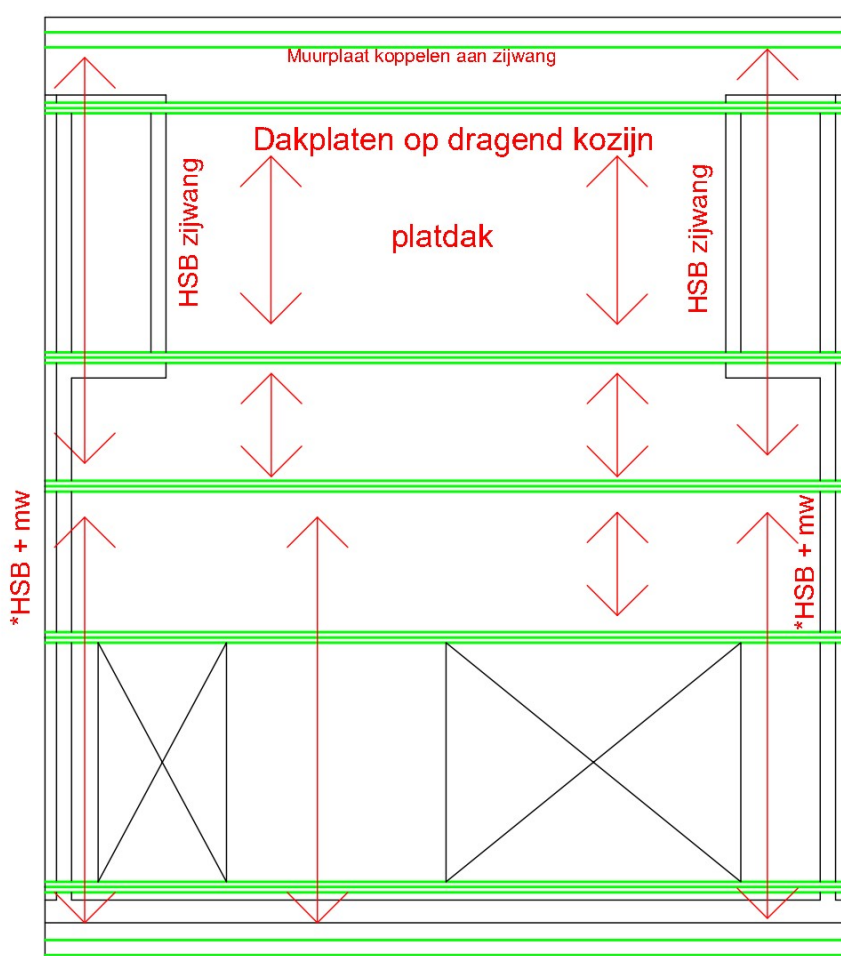 Muurplaat koppelen aan zijwang
Dakplaten op dragend kozijn
HSB zijwang
HSB zijwang
platdak
*HSB + mw
*HSB + mw